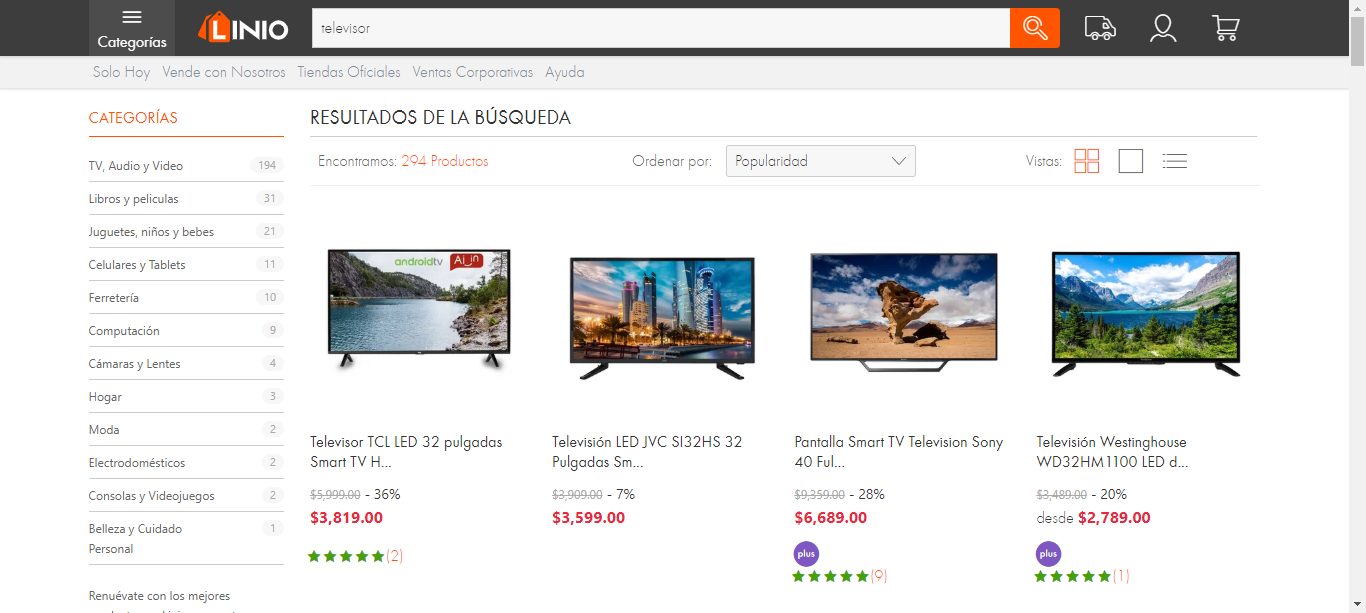 Categorías
LINIO
televisor
Solo Hoy Vende con Nosotros Tiendas Oficiales Ventas Corporativas Ayuda
CATEGORÍAS
TV, Audio y Video 194
Libros y peliculas 31
Juguetes, niños y bebes 21
Celulares y Tablets 11
Ferretería 10
Computación 9
Cámaras y Lentes 4
Hogar 3
Moda 2
Electrodomésticos 2
Consolas y Videojuegos 2
Belleza y Cuidado 1
Personal
Renuévate con los mejores
RESULTADOS DE LA BÚSQUEDA
Encontramos: 294 Productos Ordenar por: Popularidad Vistas:
androidtv
Televisor TCL LED 32 pulgadas
Smart TV H...
$5,999.00 - 36%
$3,819.00
(2)
Televisión LED JVC SI32HS 32
Pulgadas Sm...
$3,909.00 - 7%
$3,599.00
Pantalla Smart TV Television Sony
40 Ful...
$9,359.00 - 28%
$6,689.00
plus
(9)
Televisión Westinghouse
WD32HM1100 LED d...
$3,489.00 - 20%
desde $2,789.00
plus
(1)